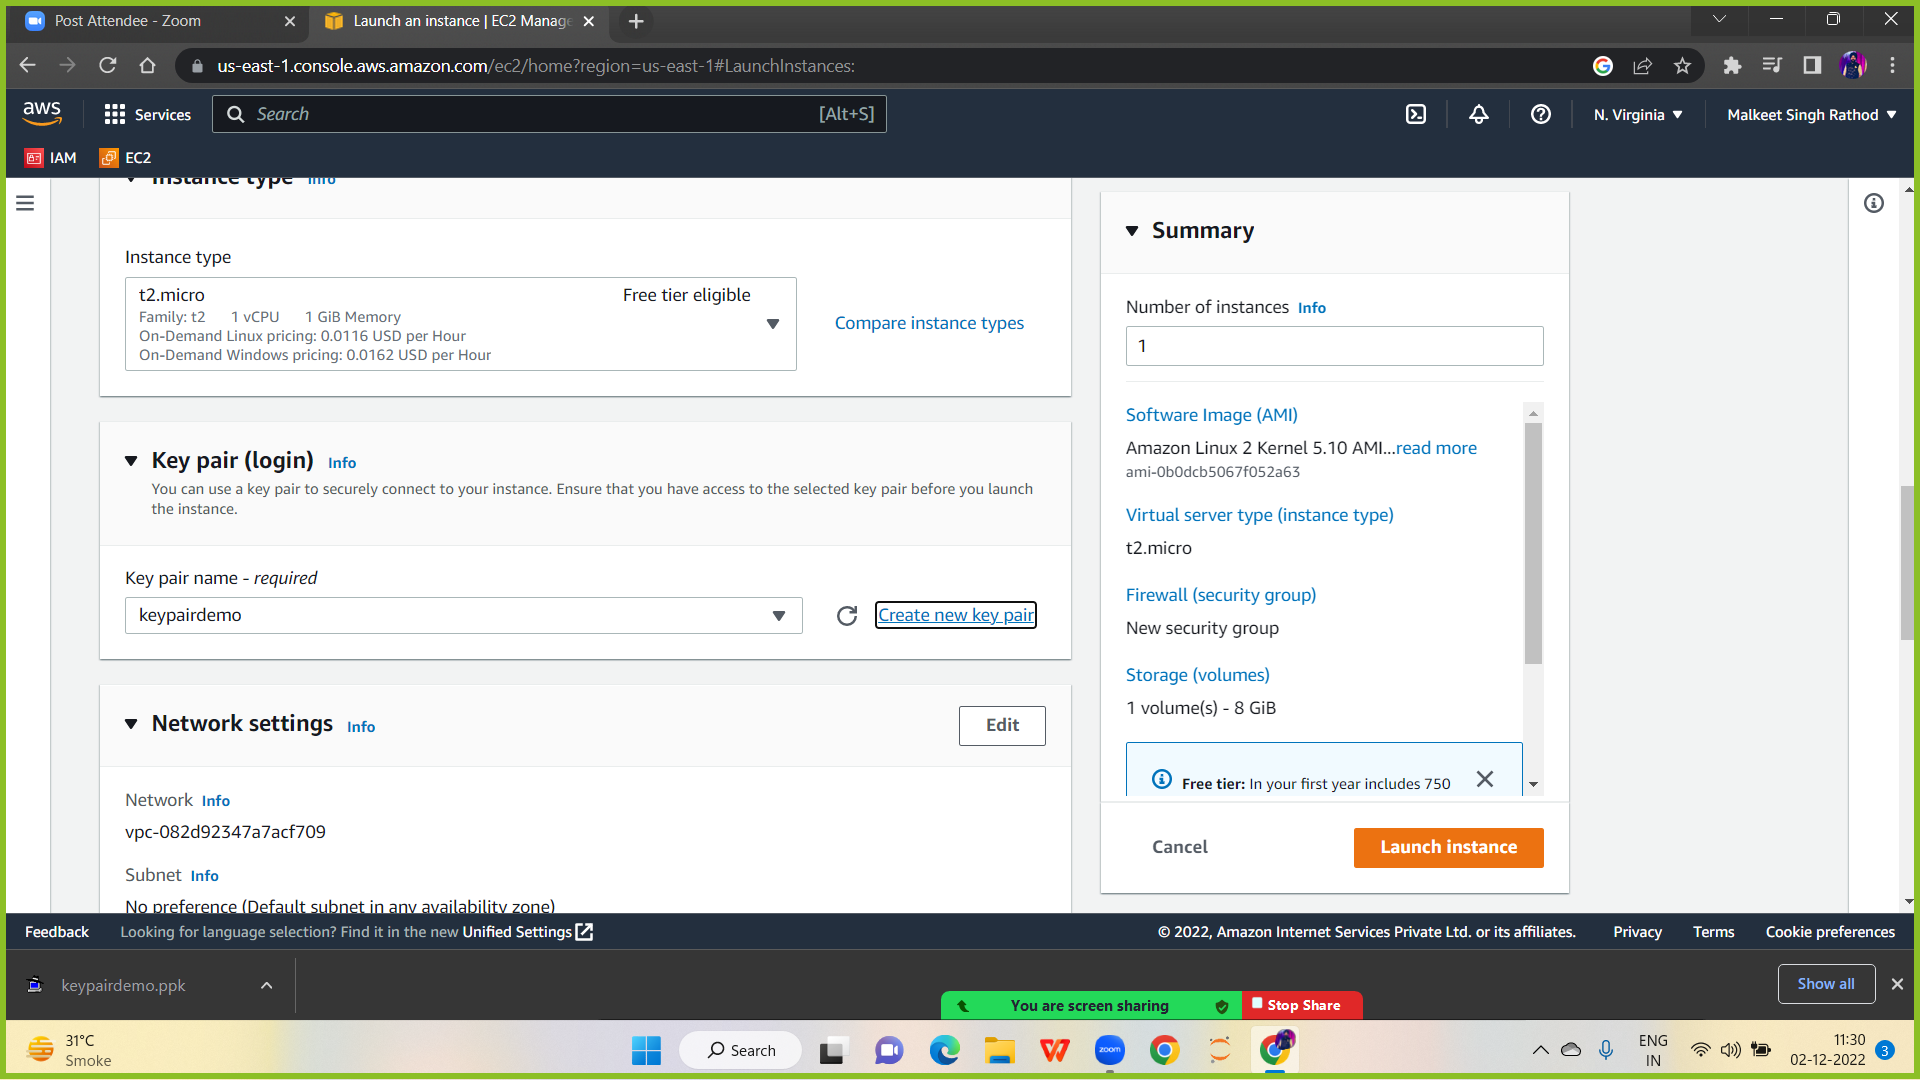 Post Attendee - Zoom
Launch an instance | EC2 Manage
us-east-1.console.aws.amazon.com/ec2/home?region=us-east-1#LaunchInstances:
aws
Services
Search
[Alt+S]
N. Virginia
Malkeet Singh Rathod
IAM
EC2
Instance type Info
Instance type
t2.micro
Free tier eligible
Family: t2 1 vCPU 1 GiB Memory
On-Demand Linux pricing: 0.0116 USD per Hour
On-Demand Windows pricing: 0.0162 USD per Hour
Compare instance types
Key pair (login) Info
You can use a key pair to securely connect to your instance. Ensure that you have access to the selected key pair before you launch
the instance.
Key pair name - required
keypairdemo
Create new key pair
Network settings Info
Edit
Network Info
vpc-082d92347a7acf709
Subnet Info
No preference (Default subnet in any availability zone)
Summary
Number of instances Info
1
Software Image (AMI)
Amazon Linux 2 Kernel 5.10 AMI...read more
ami-0b0dcb5067f052a63
Virtual server type (instance type)
t2.micro
Firewall (security group)
New security group
Storage (volumes)
1 volume(s) - 8 GiB
Free tier: In your first year includes 750
Cancel
Launch instance
Feedback
Looking for language selection? Find it in the new Unified Settings
© 2022, Amazon Internet Services Private Ltd. or its affiliates.
Privacy
Terms
Cookie preferences
keypairdemo.ppk
You are screen sharing
Stop Share
Show all
31°C
Smoke
Search
zoom
ENG
IN
11:30
02-12-2022
3